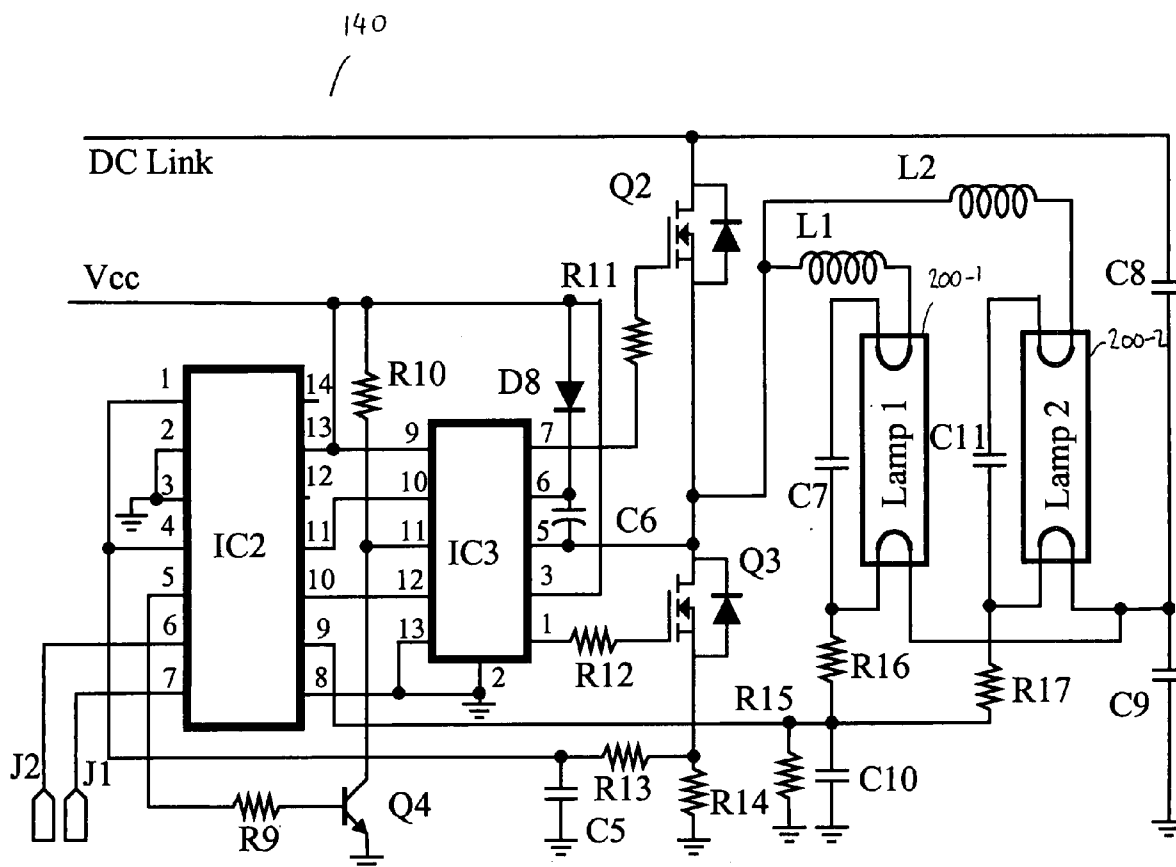 140
DC Link
Q2
L2
L1
200-1
C8
Vcc
R11
200-2
1
14
R10
D8
2
13
9
7
Lamp 1
C11
Lamp 2
3
12
10
6
C7
C6
4
11
IC2
11
IC3
5
Q3
5
10
12
3
6
9
13
1
R12
R16
7
8
2
R17
R15
C9
J2
J1
R13
R14
C10
R9
Q4
C5